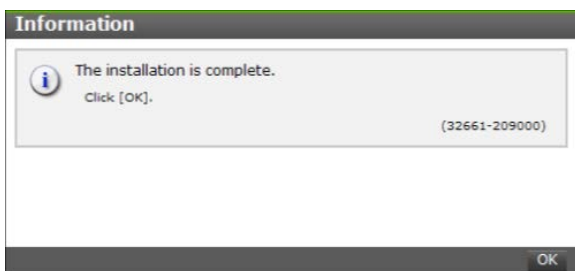 Information
The installation is complete.
Click [OK].
(32661-209000)
OK